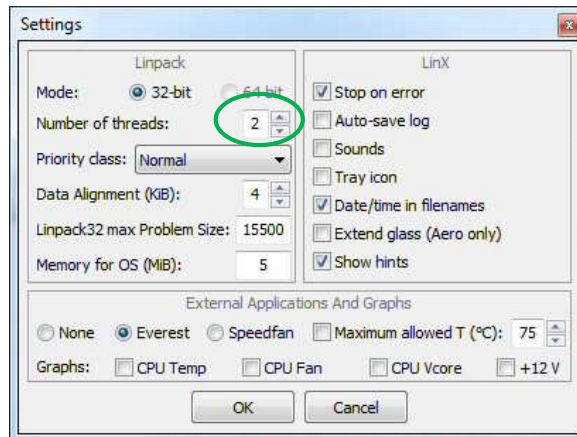 Settings
Linpack
Mode: 32-bit 64-bit
Number of threads: 2
Priority class: Normal
Data Alignment (KiB): 4
Linpack32 max Problem Size: 15500
Memory for OS (MiB): 5
LinX
Stop on error
Auto-save log
Sounds
Tray icon
Date/time in filenames
Extend glass (Aero only)
Show hints
External Applications And Graphs
None Everest Speedfan Maximum allowed T (°C): 75
Graphs: CPU Temp CPU Fan CPU Vcore +12 V
OK Cancel